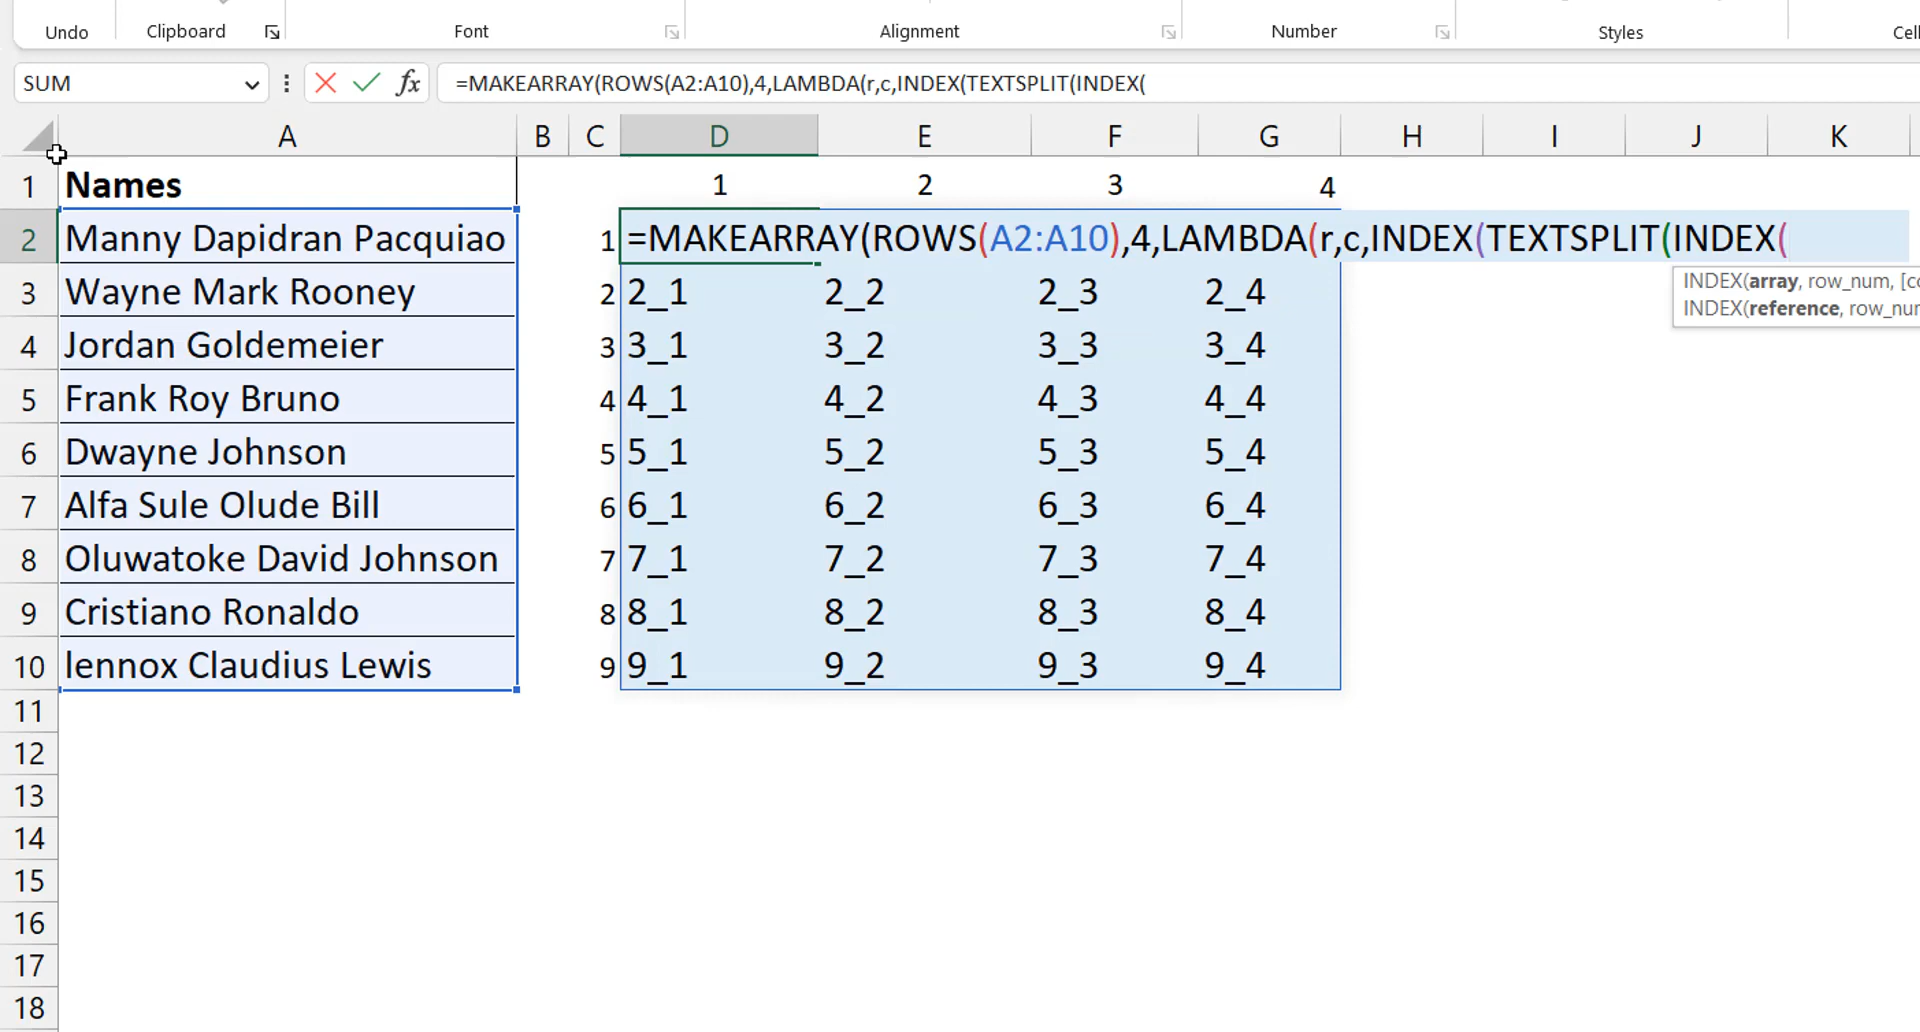 Undo Clipboard Font Alignment Number Styles Cell
SUM fx =MAKEARRAY(ROWS(A2:A10),4,LAMBDA(r,c,INDEX(TEXTSPLIT(INDEX(
A B C D E F G H I J K
1 Names 1 2 3 4
2 Manny Dapidran Pacquiao 1 =MAKEARRAY(ROWS(A2:A10),4,LAMBDA(r,c,INDEX(TEXTSPLIT(INDEX(
INDEX(array, row_num, [co
INDEX(reference, row_num
3 Wayne Mark Rooney 2 2_1 2_2 2_3 2_4
4 Jordan Goldemeier 3 3_1 3_2 3_3 3_4
5 Frank Roy Bruno 4 4_1 4_2 4_3 4_4
6 Dwayne Johnson 5 5_1 5_2 5_3 5_4
7 Alfa Sule Olude Bill 6 6_1 6_2 6_3 6_4
8 Oluwatoke David Johnson 7 7_1 7_2 7_3 7_4
9 Cristiano Ronaldo 8 8_1 8_2 8_3 8_4
10 lennox Claudius Lewis 9 9_1 9_2 9_3 9_4
11
12
13
14
15
16
17
18